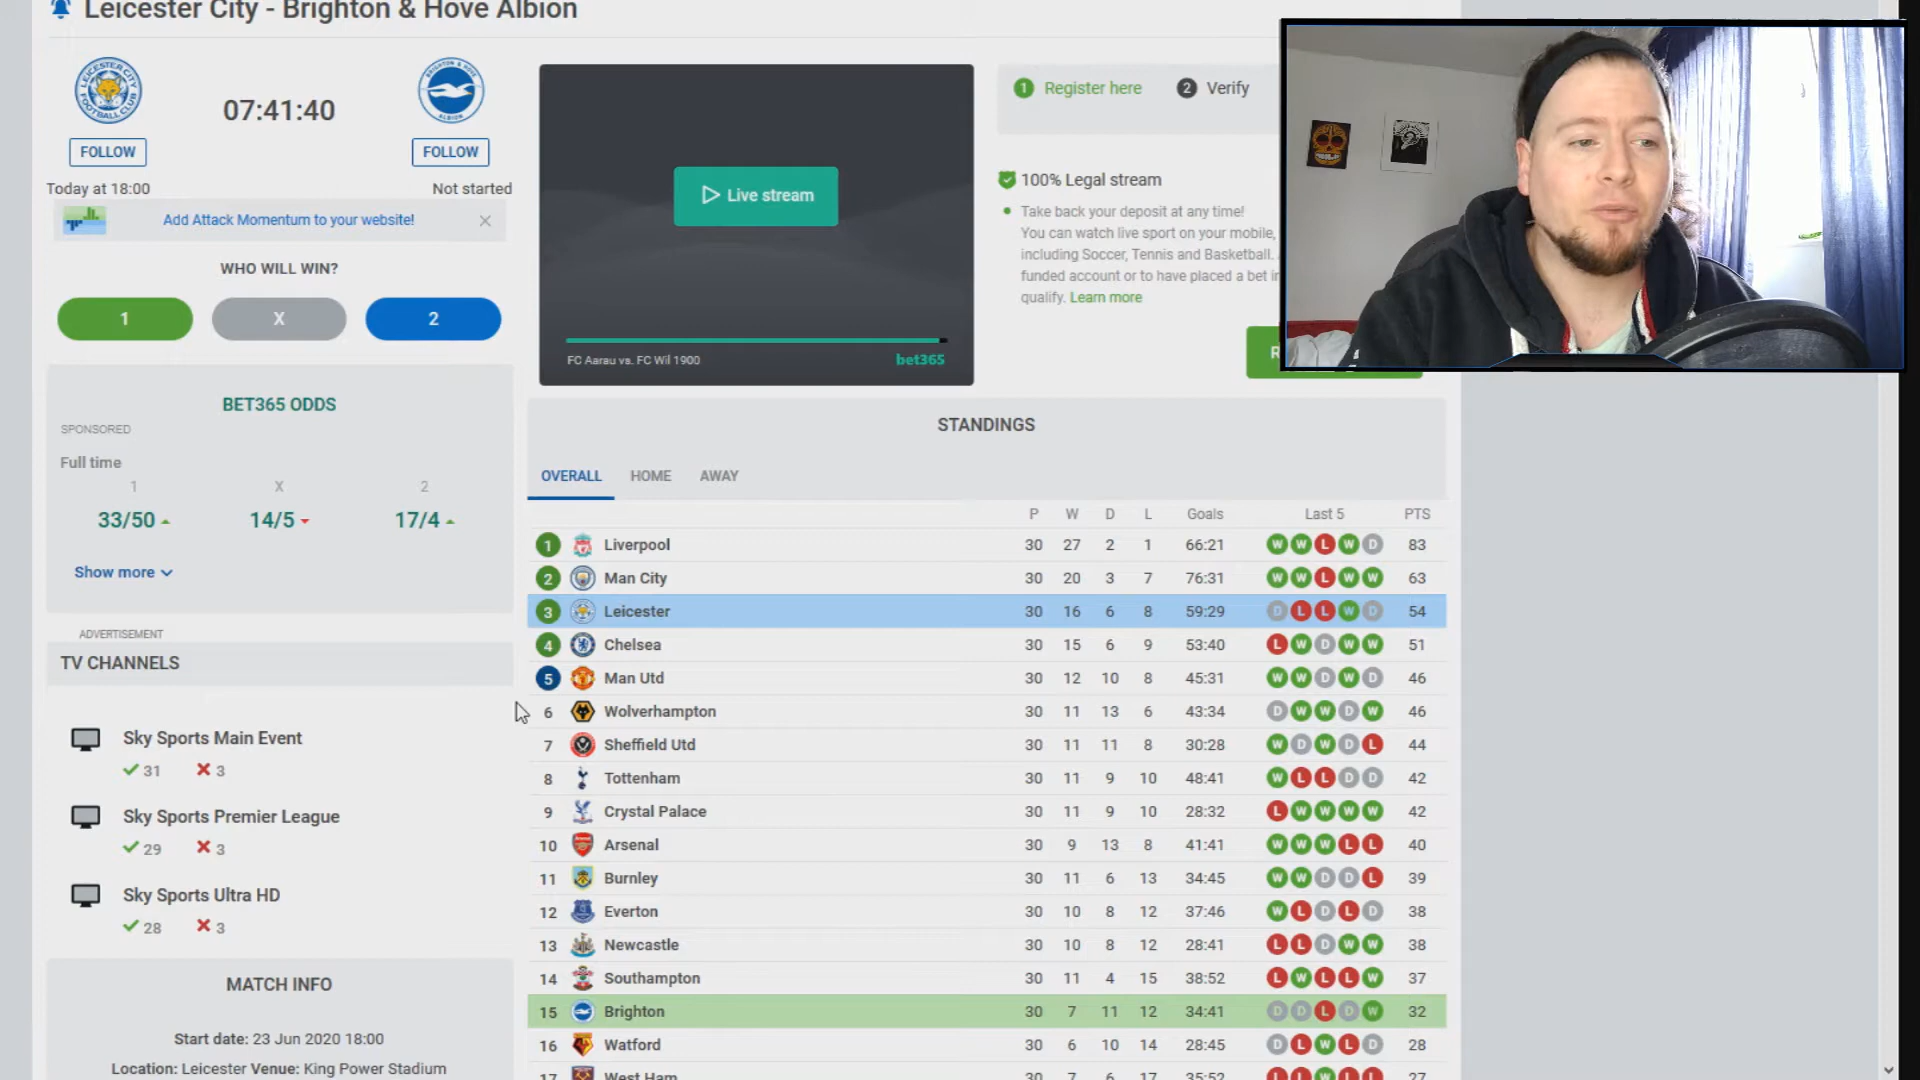 Leicester City - Brighton & Hove Albion
07:41:40
FOLLOW
FOLLOW
Today at 18:00
Not started
Add Attack Momentum to your website!
WHO WILL WIN?
1 X 2
BET365 ODDS
SPONSORED
Full time
1 X 2
33/50 14/5 17/4
Show more
ADVERTISEMENT
TV CHANNELS
Sky Sports Main Event
31 3
Sky Sports Premier League
29 3
Sky Sports Ultra HD
28 3
MATCH INFO
Start date: 23 Jun 2020 18:00
Location: Leicester Venue: King Power Stadium
Live stream
FC Aarau vs. FC Wil 1900
bet365
1 Register here 2 Verify
100% Legal stream
Take back your deposit at any time!
You can watch live sport on your mobile,
including Soccer, Tennis and Basketball.
funded account or to have placed a bet in
qualify. Learn more
STANDINGS
OVERALL HOME AWAY
P W D L Goals Last 5 PTS
1 Liverpool 30 27 2 1 66:21 W W L W D 83
2 Man City 30 20 3 7 76:31 W W L W W 63
3 Leicester 30 16 6 8 59:29 D L L W D 54
4 Chelsea 30 15 6 9 53:40 L W D W W 51
5 Man Utd 30 12 10 8 45:31 W W D W D 46
6 Wolverhampton 30 11 13 6 43:34 D W W D W 46
7 Sheffield Utd 30 11 11 8 30:28 W D W D L 44
8 Tottenham 30 11 9 10 48:41 W L L D D 42
9 Crystal Palace 30 11 9 10 28:32 L W W W W 42
10 Arsenal 30 9 13 8 41:41 W W W L L 40
11 Burnley 30 11 6 13 34:45 W W D D L 39
12 Everton 30 10 8 12 37:46 W L D L D 38
13 Newcastle 30 10 8 12 28:41 L L D W W 38
14 Southampton 30 11 4 15 38:52 L W L L W 37
15 Brighton 30 7 11 12 34:41 D D L D W 32
16 Watford 30 6 10 14 28:45 D L W L D 28
17 West Ham 30 7 6 17 35:52 L L W L L 27